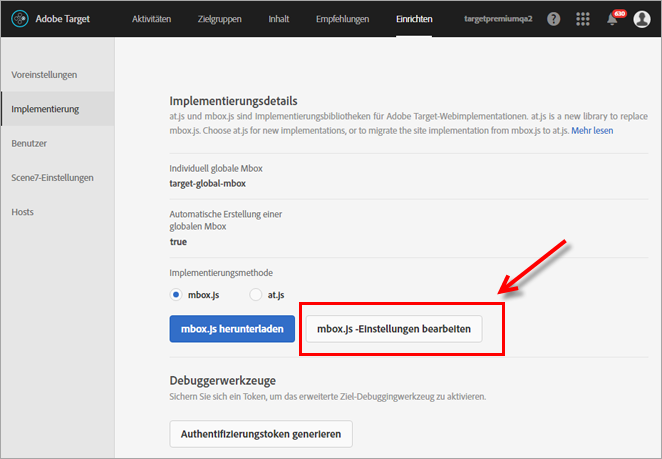 Adobe Target
Aktivitäten
Zielgruppen
Inhalt
Empfehlungen
Einrichten
targetpremiumqa2
?
630
Voreinstellungen
Implementierung
Benutzer
Scene7-Einstellungen
Hosts
Implementierungsdetails
at.js und mbox.js sind Implementierungsbibliotheken für Adobe Target-Webimplementationen. at.js is a new library to replace
mbox.js. Choose at.js for new implementations, or to migrate the site implementation from mbox.js to at.js. Mehr lesen
Individuell globale Mbox
target-global-mbox
Automatische Erstellung einer
globalen Mbox
true
Implementierungsmethode
mbox.js
at.js
mbox.js herunterladen
mbox.js -Einstellungen bearbeiten
Debuggerwerkzeuge
Sichern Sie sich ein Token, um das erweiterte Ziel-Debuggingwerkzeug zu aktivieren.
Authentifizierungstoken generieren